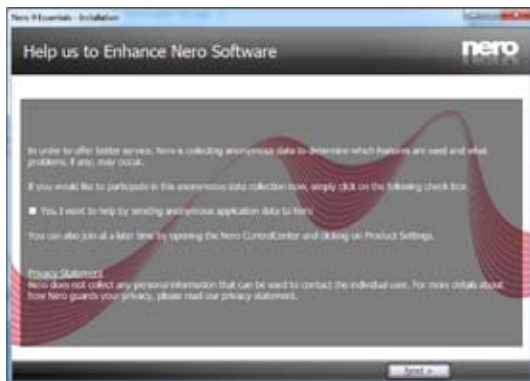 Nero 9 Essentials - Installation
Help us to Enhance Nero Software
nero
In order to offer better service, Nero is collecting anonymous data to determine which features are used and what
problems, if any, may occur.
If you would like to participate in this anonymous data collection now, simply click on the following check box.
Yes, I want to help by sending anonymous application data to Nero
You can also join at a later time by opening the Nero ControlCenter and clicking on Product Settings.
Privacy Statement
Nero does not collect any personal information that can be used to contact the individual user. For more details about
how Nero guards your privacy, please read our privacy statement.
Next >